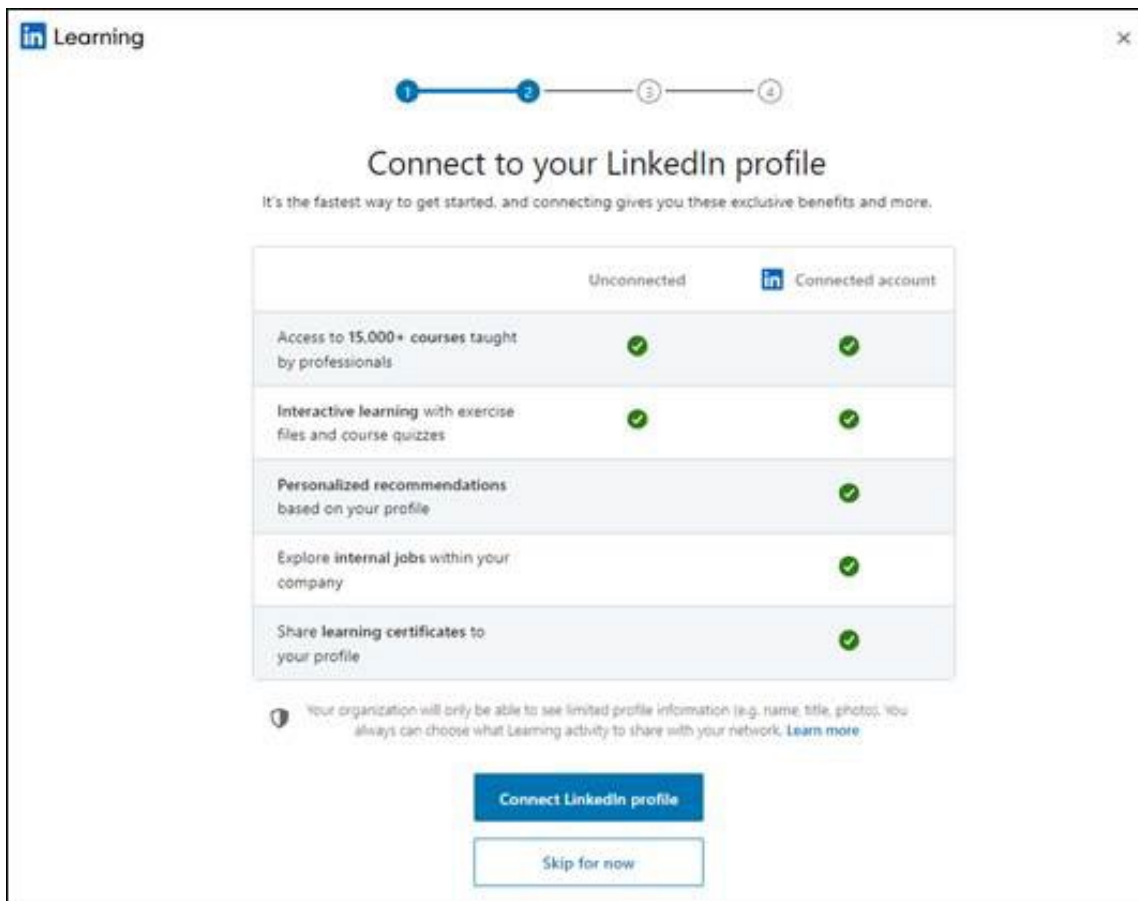 in Learning
×
1 2 3 4
Connect to your LinkedIn profile
It's the fastest way to get started, and connecting gives you these exclusive benefits and more.
Unconnected in Connected account
Access to 15,000+ courses taught
by professionals
Interactive learning with exercise
files and course quizzes
Personalized recommendations
based on your profile
Explore internal jobs within your
company
Share learning certificates to
your profile
Your organization will only be able to see limited profile information (e.g. name, title, photo). You
always can choose what Learning activity to share with your network. Learn more
Connect LinkedIn profile
Skip for now